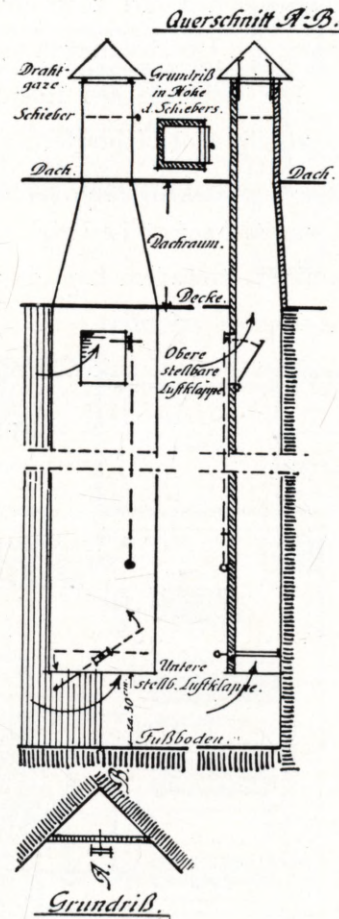 Querschnitt A-B.
Draht-
gaze
Grundriß
in Höhe
d. Schiebers.
Schieber
Dach.
Dach.
Dachraum.
Decke.
Obere
stellbare
Luftklappe.
Untere
stellb. Luftklappe.
ca. 50 cm
Fußboden.
B.
A.
Grundriß.